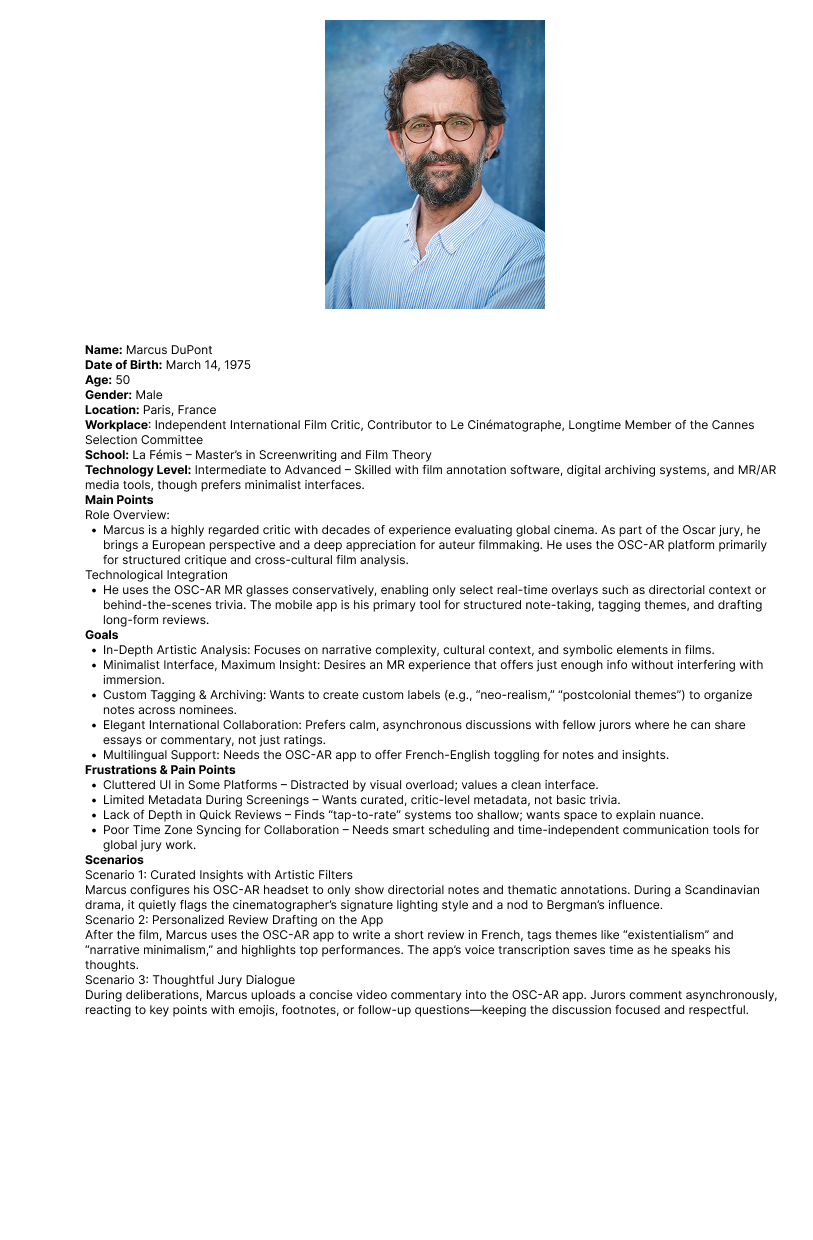 Name: Marcus DuPont
Date of Birth: March 14, 1975
Age: 50
Gender: Male
Location: Paris, France
Workplace: Independent International Film Critic, Contributor to Le Cinématographe, Longtime Member of the Cannes
Selection Committee
School: La Fémis – Master’s in Screenwriting and Film Theory
Technology Level: Intermediate to Advanced – Skilled with film annotation software, digital archiving systems, and MR/AR
media tools, though prefers minimalist interfaces.
Main Points
Role Overview:
• Marcus is a highly regarded critic with decades of experience evaluating global cinema. As part of the Oscar jury, he
brings a European perspective and a deep appreciation for auteur filmmaking. He uses the OSC-AR platform primarily
for structured critique and cross-cultural film analysis.
Technological Integration
• He uses the OSC-AR MR glasses conservatively, enabling only select real-time overlays such as directorial context or
behind-the-scenes trivia. The mobile app is his primary tool for structured note-taking, tagging themes, and drafting
long-form reviews.
Goals
• In-Depth Artistic Analysis: Focuses on narrative complexity, cultural context, and symbolic elements in films.
• Minimalist Interface, Maximum Insight: Desires an MR experience that offers just enough info without interfering with
immersion.
• Custom Tagging & Archiving: Wants to create custom labels (e.g., “neo-realism,” “postcolonial themes”) to organize
notes across nominees.
• Elegant International Collaboration: Prefers calm, asynchronous discussions with fellow jurors where he can share
essays or commentary, not just ratings.
• Multilingual Support: Needs the OSC-AR app to offer French-English toggling for notes and insights.
Frustrations & Pain Points
• Cluttered UI in Some Platforms – Distracted by visual overload; values a clean interface.
• Limited Metadata During Screenings – Wants curated, critic-level metadata, not basic trivia.
• Lack of Depth in Quick Reviews – Finds “tap-to-rate” systems too shallow; wants space to explain nuance.
• Poor Time Zone Syncing for Collaboration – Needs smart scheduling and time-independent communication tools for
global jury work.
Scenarios
Scenario 1: Curated Insights with Artistic Filters
Marcus configures his OSC-AR headset to only show directorial notes and thematic annotations. During a Scandinavian
drama, it quietly flags the cinematographer’s signature lighting style and a nod to Bergman’s influence.
Scenario 2: Personalized Review Drafting on the App
After the film, Marcus uses the OSC-AR app to write a short review in French, tags themes like “existentialism” and
“narrative minimalism,” and highlights top performances. The app’s voice transcription saves time as he speaks his
thoughts.
Scenario 3: Thoughtful Jury Dialogue
During deliberations, Marcus uploads a concise video commentary into the OSC-AR app. Jurors comment asynchronously,
reacting to key points with emojis, footnotes, or follow-up questions—keeping the discussion focused and respectful.